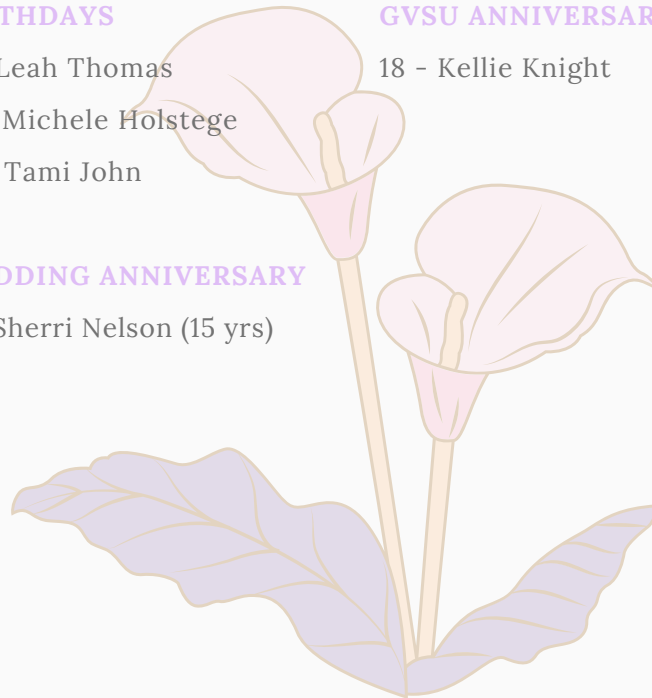 THDAYS
Leah Thomas
Michele Holstege
Tami John
DDING ANNIVERSARY
Sherri Nelson (15 yrs)
GVSU ANNIVERSAR
18 - Kellie Knight